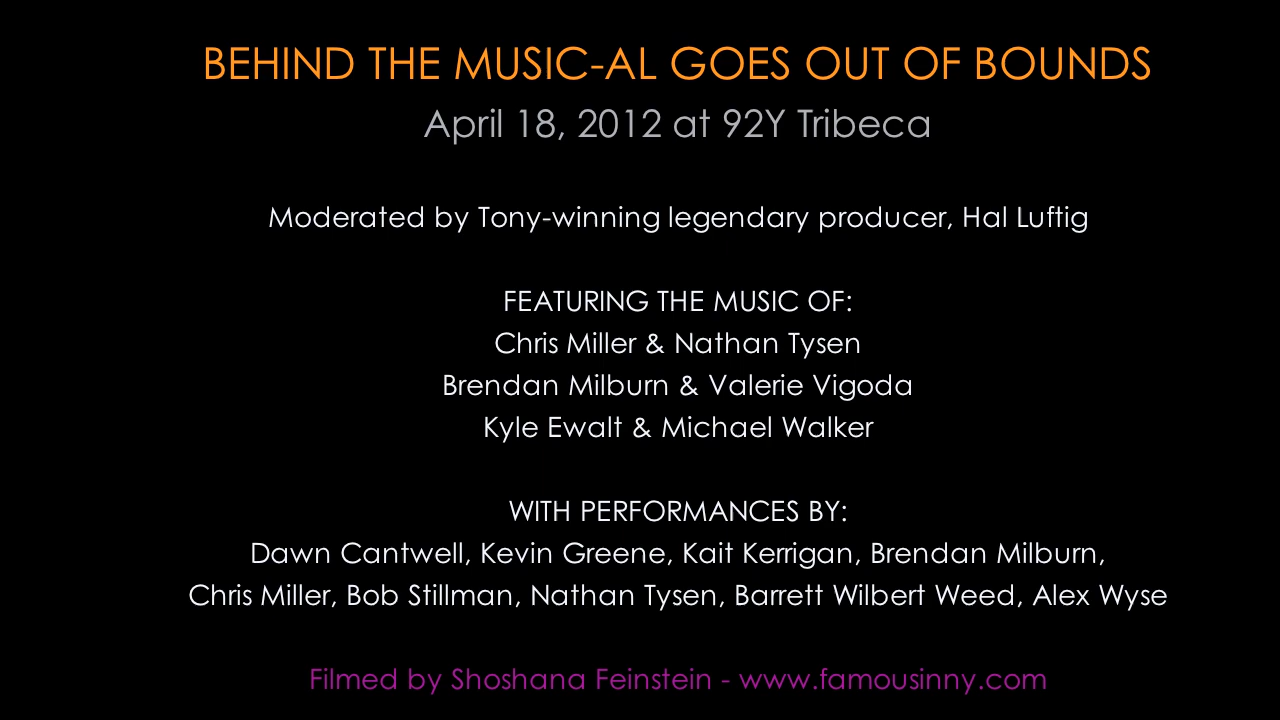 BEHIND THE MUSIC-AL GOES OUT OF BOUNDS
April 18, 2012 at 92Y Tribeca
Moderated by Tony-winning legendary producer, Hal Luftig
FEATURING THE MUSIC OF:
Chris Miller & Nathan Tysen
Brendan Milburn & Valerie Vigoda
Kyle Ewalt & Michael Walker
WITH PERFORMANCES BY:
Dawn Cantwell, Kevin Greene, Kait Kerrigan, Brendan Milburn,
Chris Miller, Bob Stillman, Nathan Tysen, Barrett Wilbert Weed, Alex Wyse
Filmed by Shoshana Feinstein - www.famousinny.com